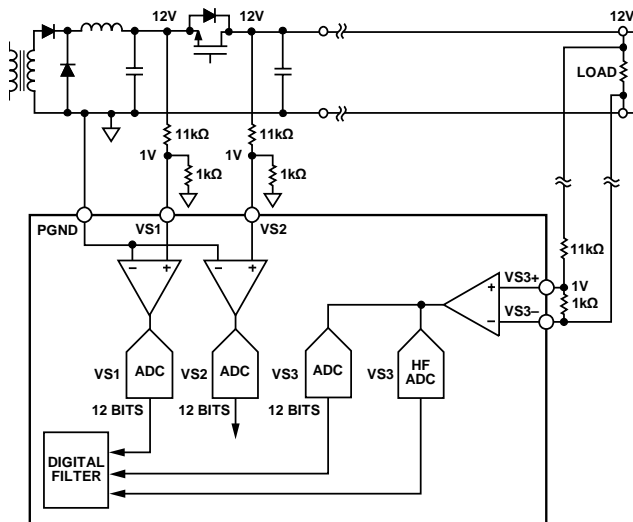 12V
12V
12V
LOAD
11kΩ
11kΩ
1V
1kΩ
1V
1kΩ
PGND
VS1
VS2
11kΩ
VS3+
1V
1kΩ
VS3–
– +
– +
+
–
VS1
ADC
VS2
ADC
VS3
ADC
VS3
HF
ADC
12 BITS
12 BITS
12 BITS
DIGITAL
FILTER